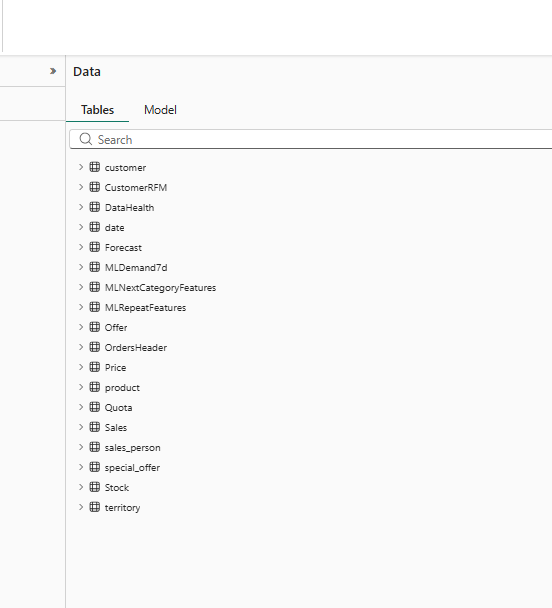 Data
Tables Model
Search
customer
CustomerRFM
DataHealth
date
Forecast
MLDemand7d
MLNextCategoryFeatures
MLRepeatFeatures
Offer
OrdersHeader
Price
product
Quota
Sales
sales_person
special_offer
Stock
territory